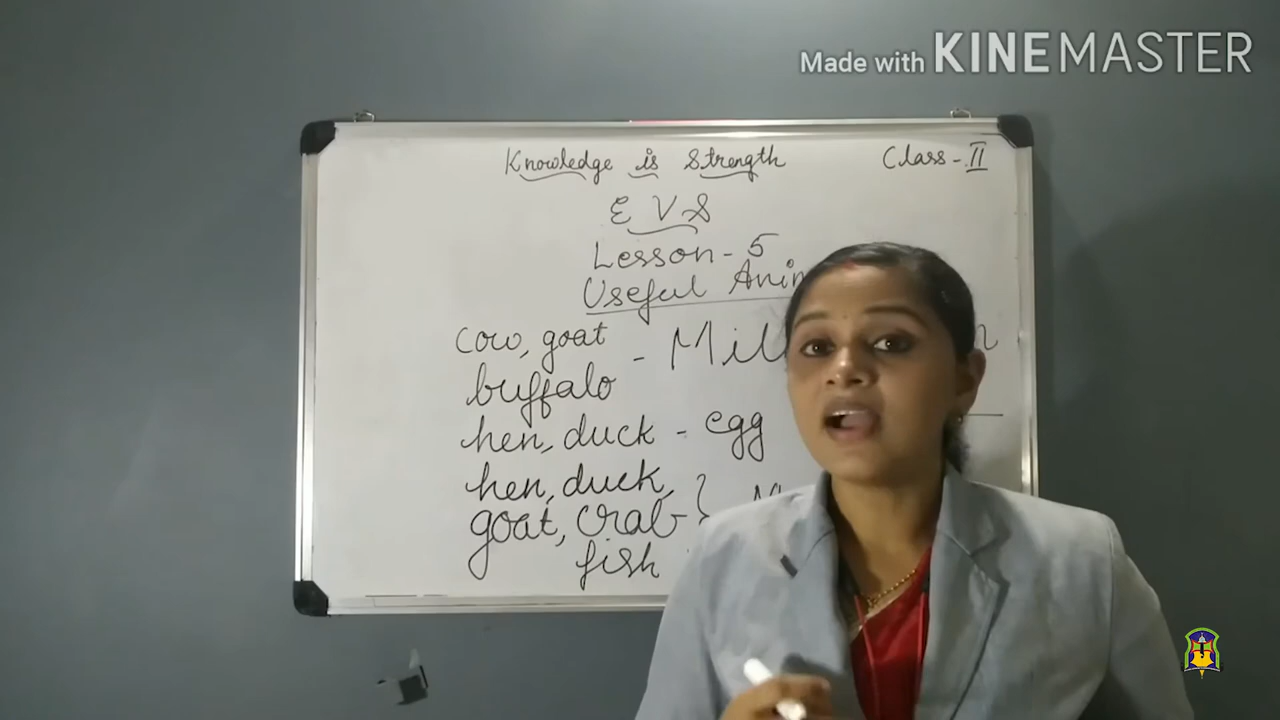 Made with KINEMASTER
Knowledge is Strength Class - II
E V S
Lesson - 5
Useful
cow, goat
buffalo -
hen, duck - egg
hen, duck,
goat, crab
fish